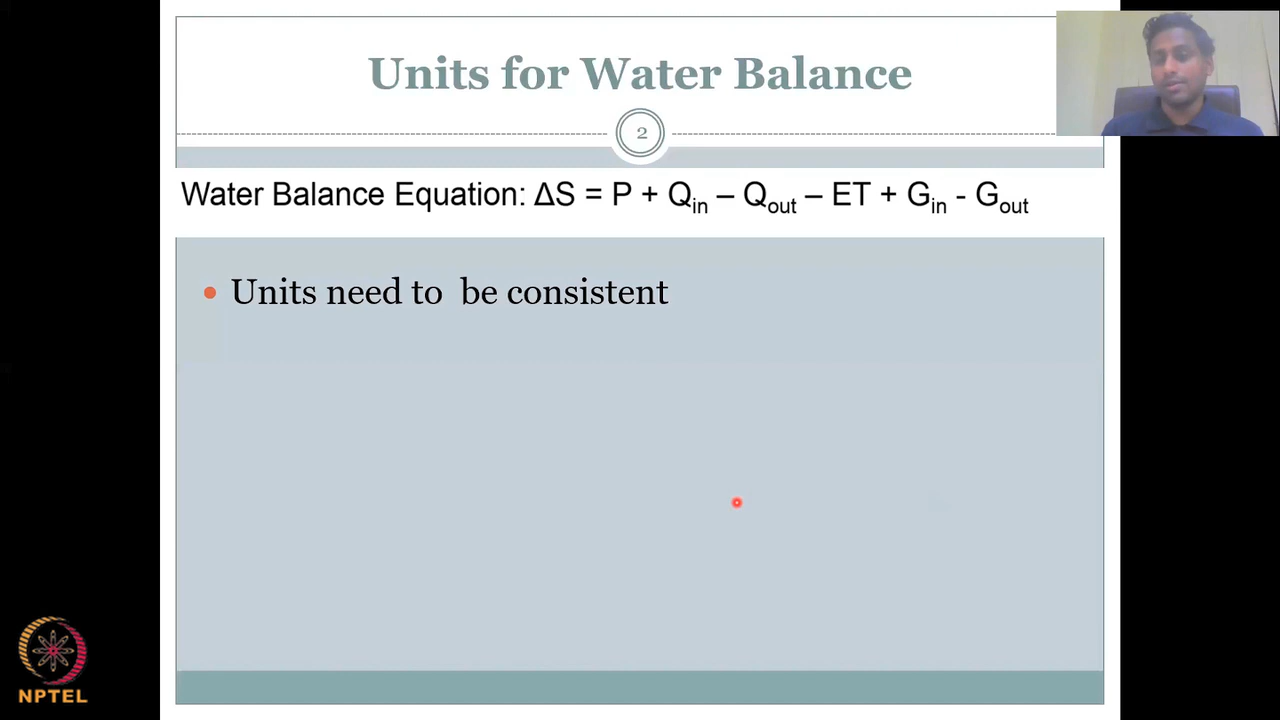 Units for Water Balance
2
Water Balance Equation: ΔS = P + Qin – Qout – ET + Gin - Gout
Units need to be consistent
NPTEL